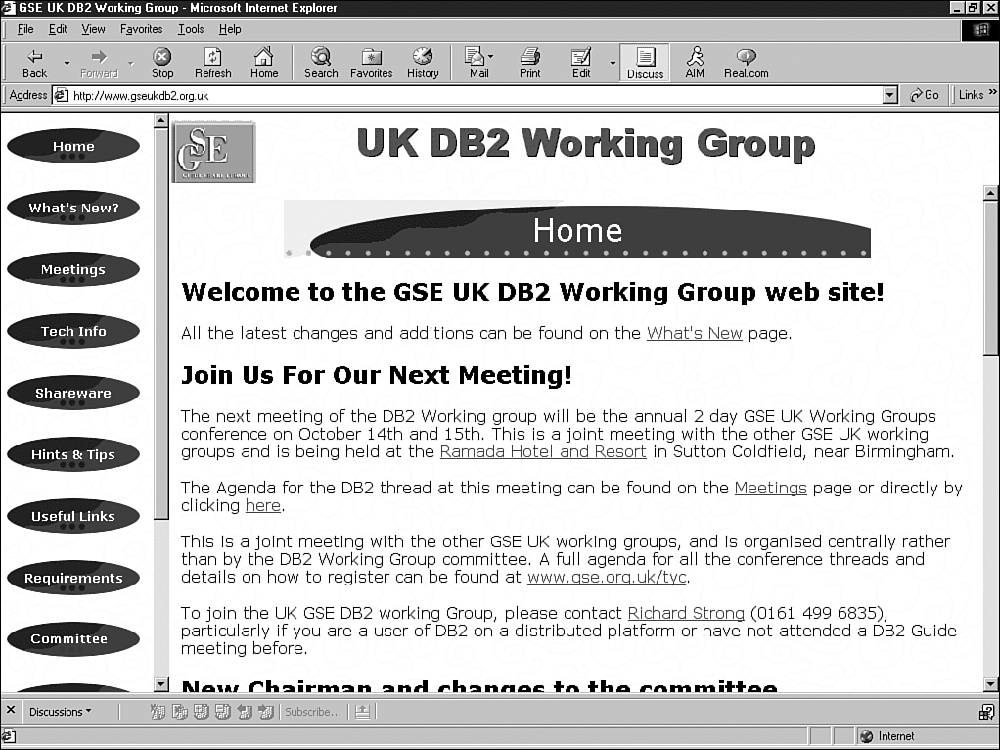 GSE UK DB2 Working Group - Microsoft Internet Explorer
File Edit View Favorites Tools Help
Back Forward Stop Refresh Home Search Favorites History Mail Print Edit Discuss AIM Real.com
Address http://www.gseukdb2.org.uk Go Links »
Home
What's New?
Meetings
Tech Info
Shareware
Hints & Tips
Useful Links
Requirements
Committee
GSE
UK DB2 Working Group
Home
Welcome to the GSE UK DB2 Working Group web site!
All the latest changes and additions can be found on the What's New page.
Join Us For Our Next Meeting!
The next meeting of the DB2 Working group will be the annual 2 day GSE UK Working Groups
conference on October 14th and 15th. This is a joint meeting with the other GSE UK working
groups and is being held at the Ramada Hotel and Resort in Sutton Coldfield, near Birmingham.
The Agenda for the DB2 thread at this meeting can be found on the Meetings page or directly by
clicking here.
This is a joint meeting with the other GSE UK working groups, and is organised centrally rather
than by the DB2 Working Group committee. A full agenda for all the conference threads and
details on how to register can be found at www.gse.org.uk/tyc.
To join the UK GSE DB2 working Group, please contact Richard Strong (0161 499 6835),
particularly if you are a user of DB2 on a distributed platform or have not attended a DB2 Guide
meeting before.
New Chairman and changes to the committee
Discussions Subscribe...
Internet